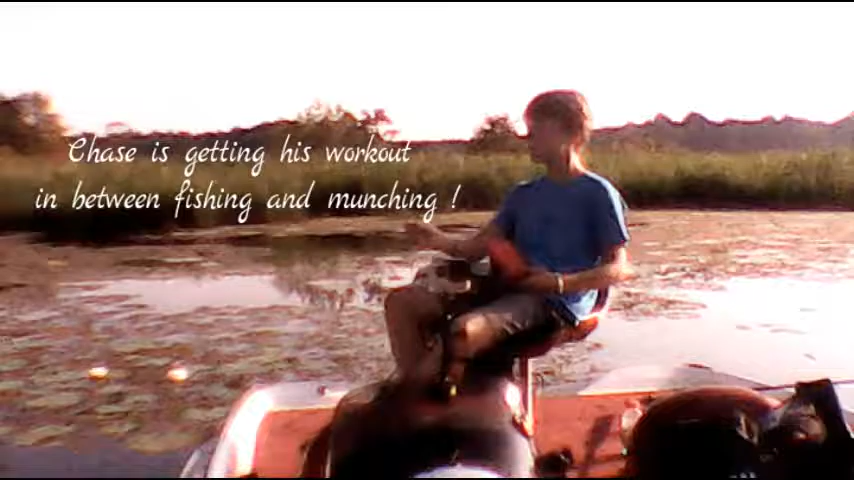 Chase is getting his workout
in between fishing and munching !